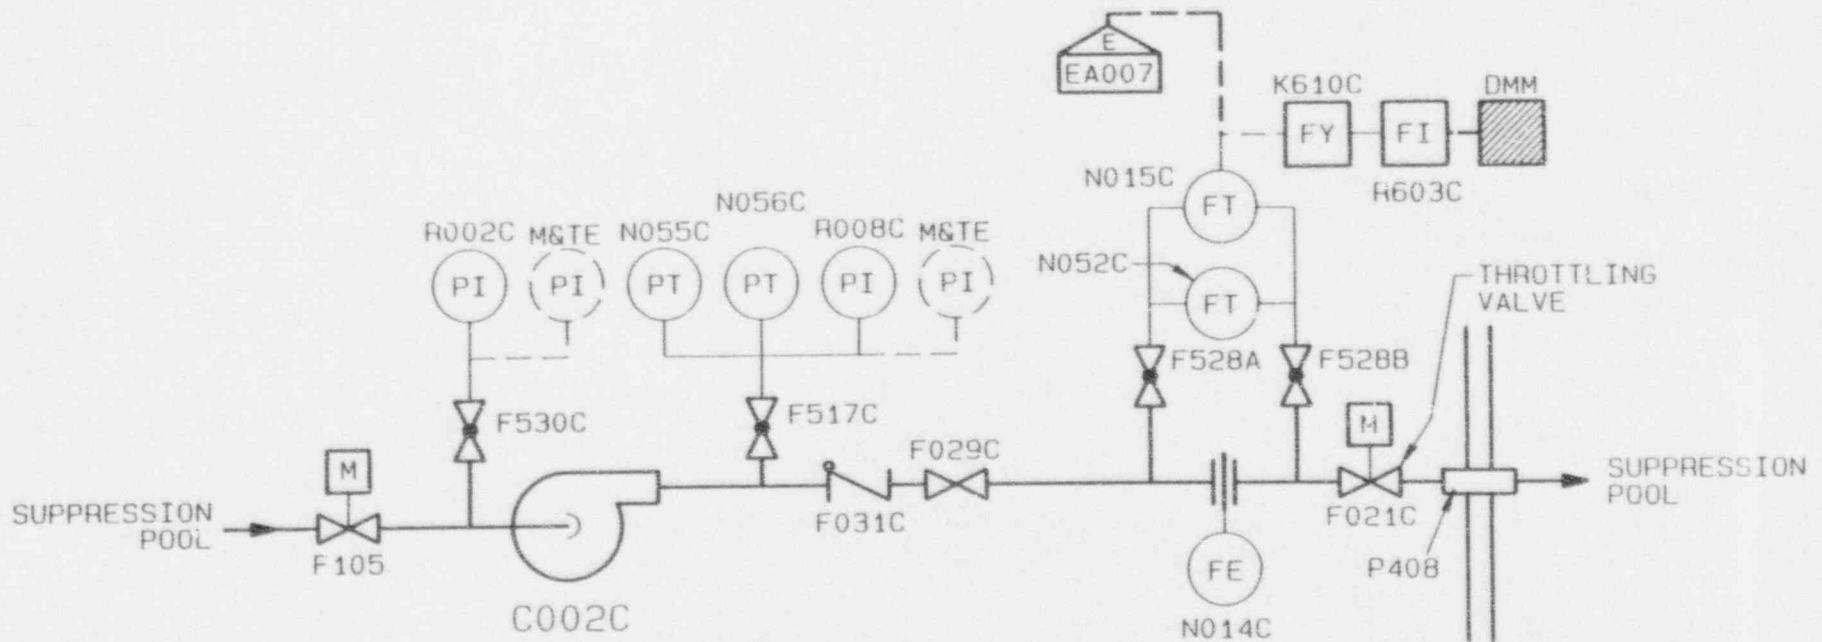 E
EA007
K610C
DMM
FY
FI
R603C
N015C
FT
N052C
FT
THROTTLING
VALVE
R002C
M&TE
N055C
N056C
R008C
M&TE
PI
PI
PT
PT
PI
PI
F528A
F528B
F530C
F517C
F029C
M
M
SUPPRESSION
POOL
F105
F031C
F021C
SUPPRESSION
POOL
P408
FE
C002C
N014C